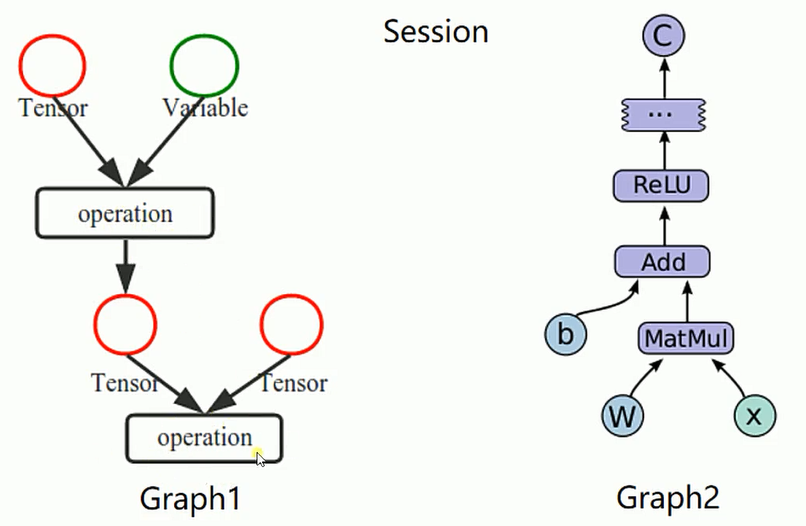 Session
Tensor
Variable
operation
Tensor
Tensor
operation
Graph1
C
...
ReLU
Add
b
MatMul
W
x
Graph2